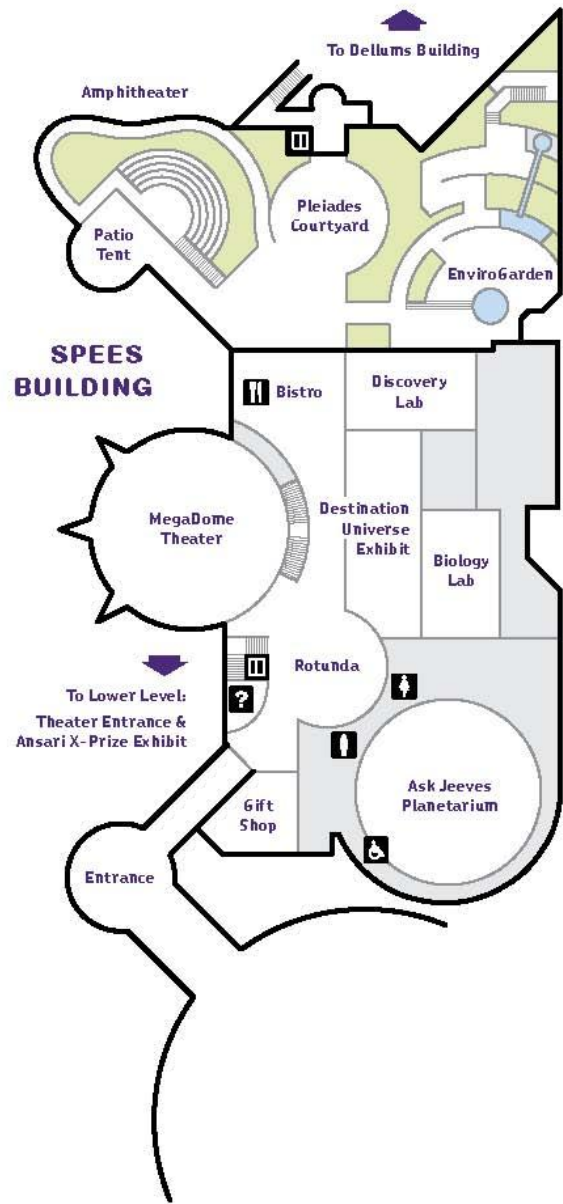 To Dellums Building
Amphitheater
Pleiades
Courtyard
Patio
Tent
EnviroGarden
SPEES
BUILDING
Bistro
Discovery
Lab
MegaDome
Theater
Destination
Universe
Exhibit
Biology
Lab
Rotunda
To Lower Level:
Theater Entrance &
Ansari X-Prize Exhibit
?
Gift
Shop
Ask Jeeves
Planetarium
Entrance